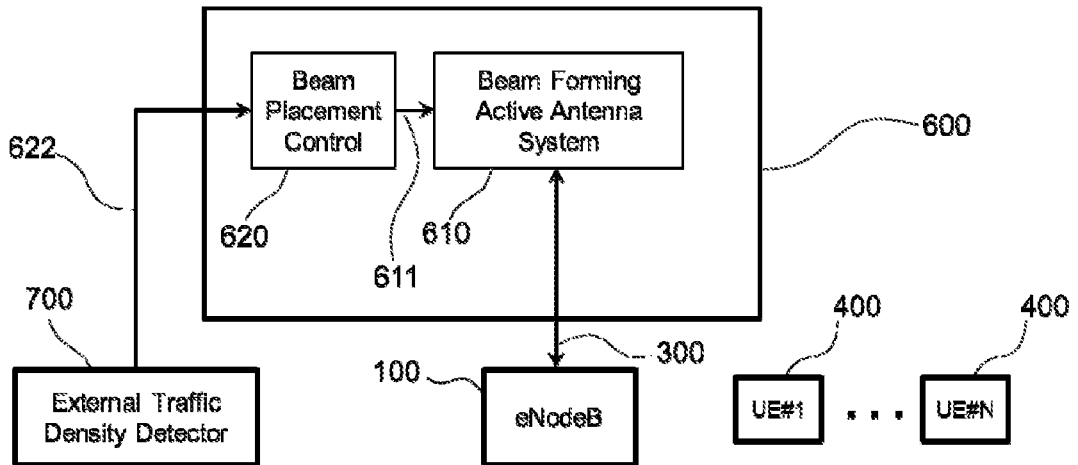 Beam
Placement
Control
Beam Forming
Active Antenna
System
600
622
620
611
610
700
300
100
400
400
External Traffic
Density Detector
eNodeB
UE#1
• • •
UE#N